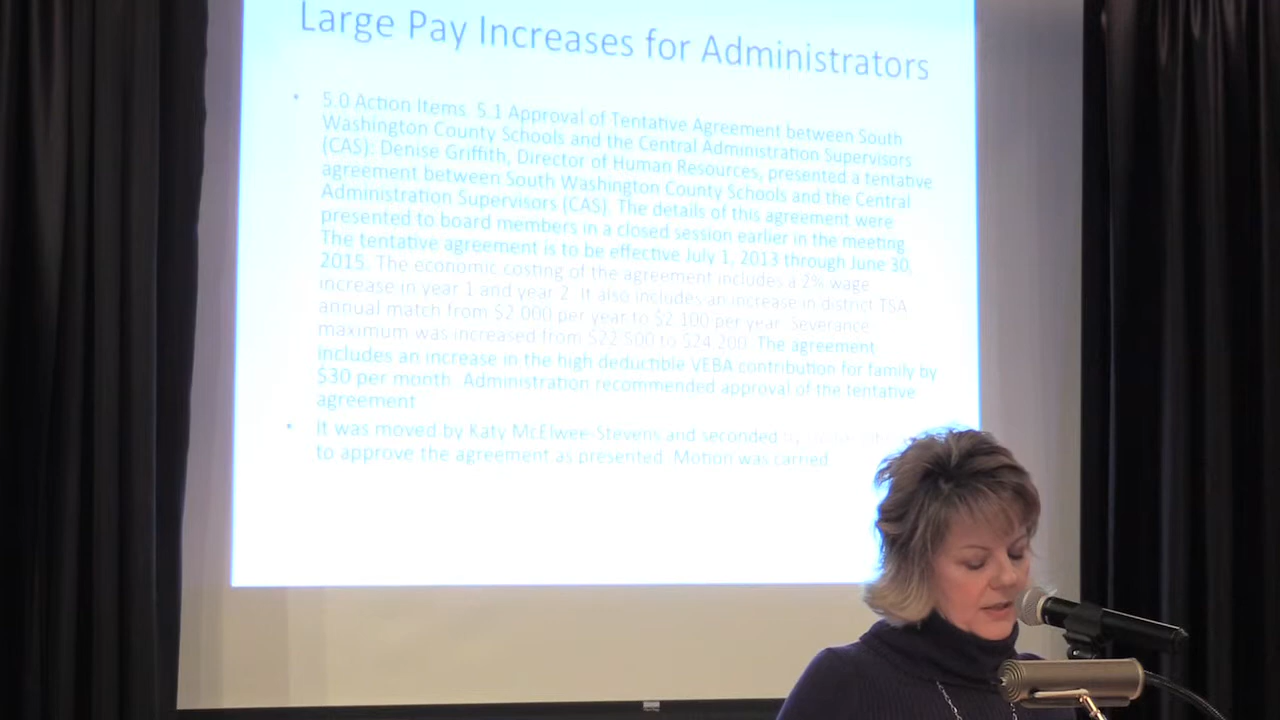 Large Pay Increases for Administrators
• 5.0 Action Items. 5.1 Approval of Tentative Agreement between South
Washington County Schools and the Central Administration Supervisors
(CAS): Denise Griffith, Director of Human Resources, presented a tentative
agreement between South Washington County Schools and the Central
Administration Supervisors (CAS). The details of this agreement were
presented to board members in a closed session earlier in the meeting.
The tentative agreement is to be effective July 1, 2013 through June 30,
2015. The economic costing of the agreement includes a 2% wage
increase in year 1 and year 2. It also includes an increase in district TSA
annual match from $2,000 per year to $2,100 per year. Severance
maximum was increased from $22,500 to $24,200. The agreement
includes an increase in the high deductible VEBA contribution for family by
$30 per month. Administration recommended approval of the tentative
agreement
• It was moved by Katy McElwee-Stevens and seconded by
to approve the agreement as presented. Motion was carried.